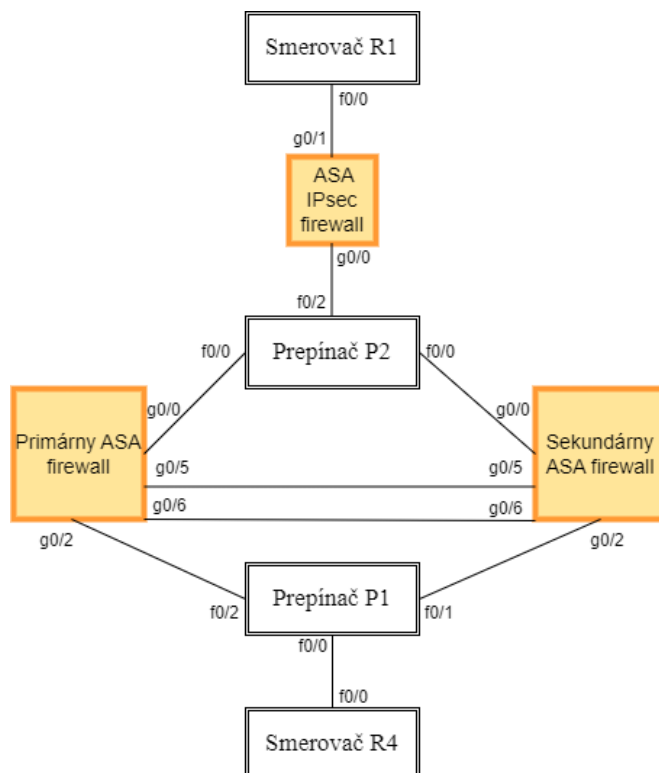 Smerovač R1
f0/0
g0/1
ASA
IPsec
firewall
g0/0
f0/2
f0/0
Prepínač P2
f0/0
g0/0
g0/0
Primárny ASA
firewall
Sekundárny
ASA firewall
g0/5
g0/5
g0/6
g0/6
g0/2
g0/2
Prepínač P1
f0/2
f0/1
f0/0
f0/0
Smerovač R4